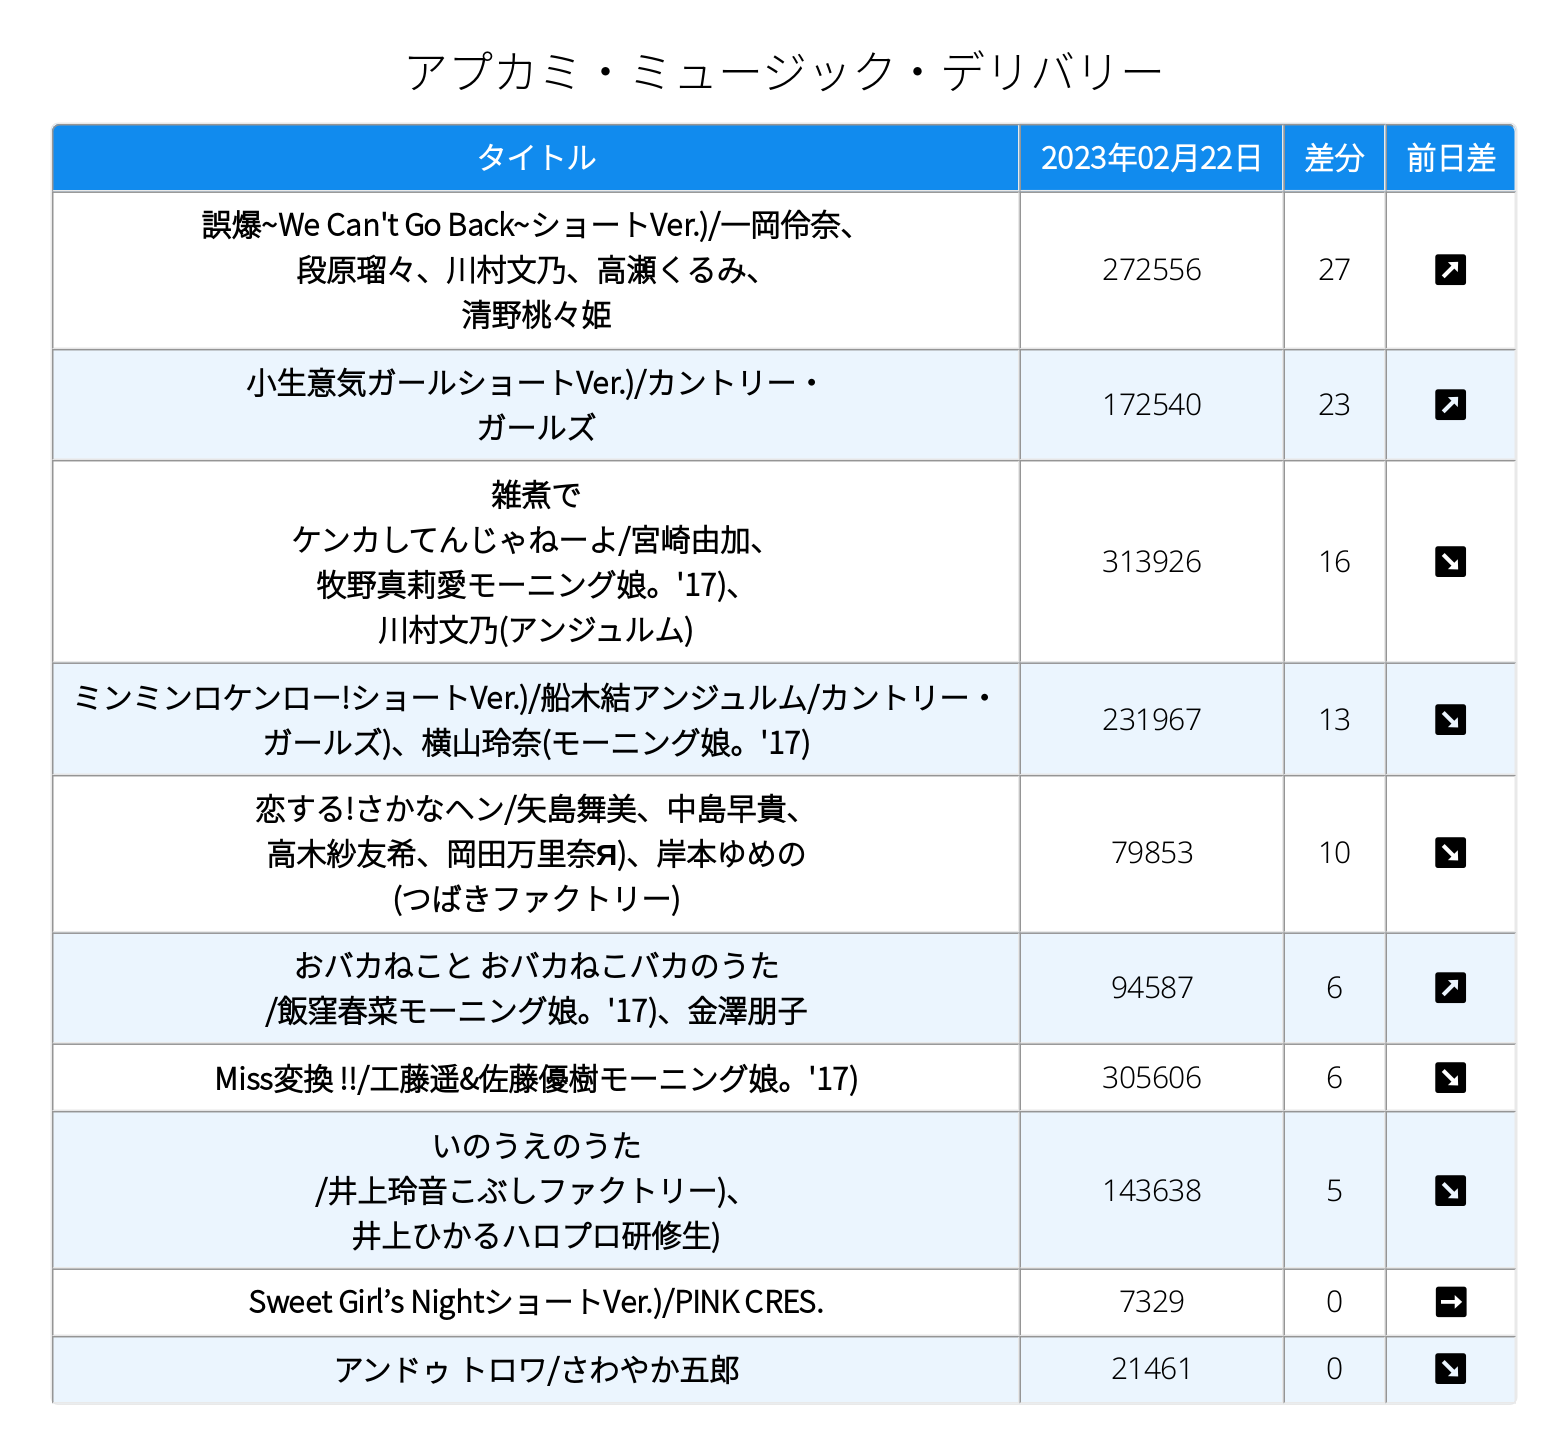 アプカミ・ミュージック・デリバリー
タイトル 2023年02月22日 差分 前日差
誤爆~We Can't Go Back~ショートVer.)/一岡伶奈、
段原瑠々、川村文乃、高瀬くるみ、
清野桃々姫
272556 27
小生意気ガールショートVer.)/カントリー・
ガールズ
172540 23
雑煮で
ケンカしてんじゃねーよ/宮崎由加、
牧野真莉愛モーニング娘。'17)、
川村文乃(アンジュルム)
313926 16
ミンミンロケンロー!ショートVer.)/船木結アンジュルム/カントリー・
ガールズ)、横山玲奈(モーニング娘。'17)
231967 13
恋する!さかなヘン/矢島舞美、中島早貴、
高木紗友希、岡田万里奈Я)、岸本ゆめの
(つばきファクトリー)
79853 10
おバカねこと おバカねこバカのうた
/飯窪春菜モーニング娘。'17)、金澤朋子
94587 6
Miss変換 !!/工藤遥&佐藤優樹モーニング娘。'17) 305606 6
いのうえのうた
/井上玲音こぶしファクトリー)、
井上ひかるハロプロ研修生)
143638 5
Sweet Girl’s NightショートVer.)/PINK CRES. 7329 0
アンドゥ トロワ/さわやか五郎 21461 0